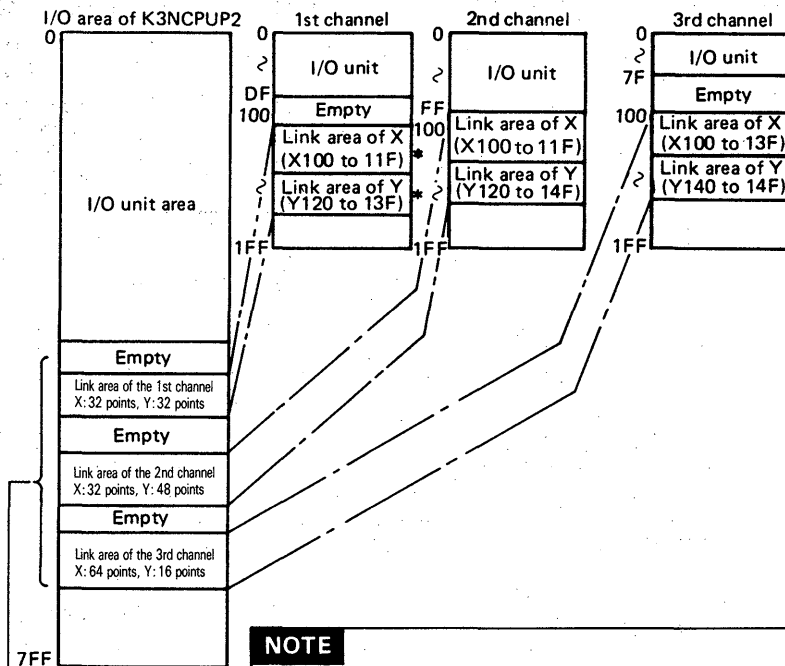 I/O area of K3NCPUP2
0
I/O unit area
Empty
Link area of the 1st channel
X: 32 points, Y: 32 points
Empty
Link area of the 2nd channel
X: 32 points, Y: 48 points
Empty
Link area of the 3rd channel
X: 64 points, Y: 16 points
7FF
1st channel
0
~
DF
100
~
1FF
I/O unit
Empty
Link area of X
(X100 to 11F) *
Link area of Y
(Y120 to 13F) *
2nd channel
0
~
FF
100
~
1FF
I/O unit
Link area of X
(X100 to 11F)
Link area of Y
(Y120 to 14F)
3rd channel
0
~
7F
100
~
1FF
I/O unit
Empty
Link area of X
(X100 to 13F)
Link area of Y
(Y140 to 14F)
NOTE